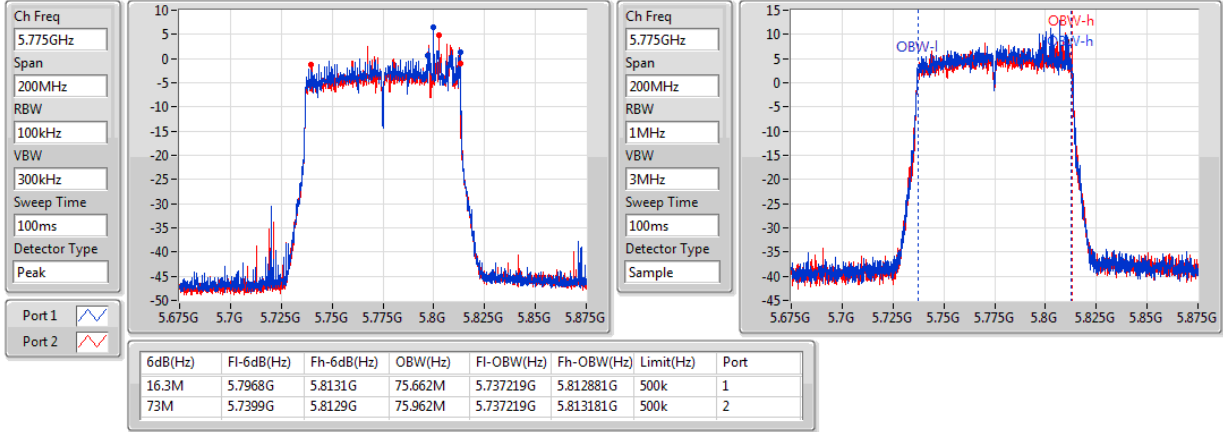 Ch Freq
5.775GHz
Span
200MHz
RBW
100kHz
VBW
300kHz
Sweep Time
100ms
Detector Type
Peak
Port 1
Port 2
10
5
0
-5
-10
-15
-20
-25
-30
-35
-40
-45
-50
5.675G 5.7G 5.725G 5.75G 5.775G 5.8G 5.825G 5.85G 5.875G
Ch Freq
5.775GHz
Span
200MHz
RBW
1MHz
VBW
3MHz
Sweep Time
100ms
Detector Type
Sample
15
10
5
0
-5
-10
-15
-20
-25
-30
-35
-40
-45
OBW-l
OBW-h
OBW-h
5.675G 5.7G 5.725G 5.75G 5.775G 5.8G 5.825G 5.85G 5.875G
6dB(Hz) Fl-6dB(Hz) Fh-6dB(Hz) OBW(Hz) Fl-OBW(Hz) Fh-OBW(Hz) Limit(Hz) Port
16.3M 5.7968G 5.8131G 75.662M 5.737219G 5.812881G 500k 1
73M 5.7399G 5.8129G 75.962M 5.737219G 5.813181G 500k 2